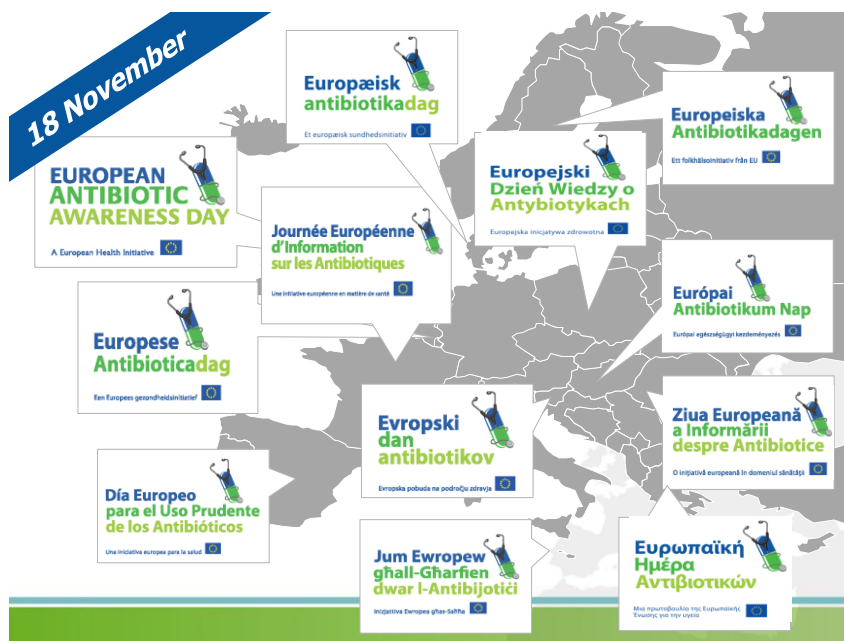 18 November
Europæisk
antibiotikadag
Et europæisk sundhedsinitiativ
Europeiska
Antibiotikadagen
Ett folkhälsoinitiativ från EU
EUROPEAN
ANTIBIOTIC
AWARENESS DAY
A European Health Initiative
Europejski
Dzień Wiedzy o
Antybiotykach
Europejska inicjatywa zdrowotna
Journée Européenne
d'Information
sur les Antibiotiques
Une initiative européenne en matière de santé
Európai
Antibiotikum Nap
Európai egészségügyi kezdeményezés
Europese
Antibioticadag
Een Europees gezondheidsinitiatief
Evropski
dan
antibiotikov
Evropska pobuda na področju zdravja
Ziua Europeană
a Informării
despre Antibiotice
O inițiativă europeană în domeniul sănătății
Día Europeo
para el Uso Prudente
de los Antibióticos
Una iniciativa europea para la salud
Jum Ewropew
għall-Għarfien
dwar l-Antibijotiċi
Inizjattiva Ewropea għas-Saħħa
Ευρωπαϊκή
Ημέρα
Αντιβιοτικών
Μια πρωτοβουλία της Ευρωπαϊκής
Ένωσης για την υγεία